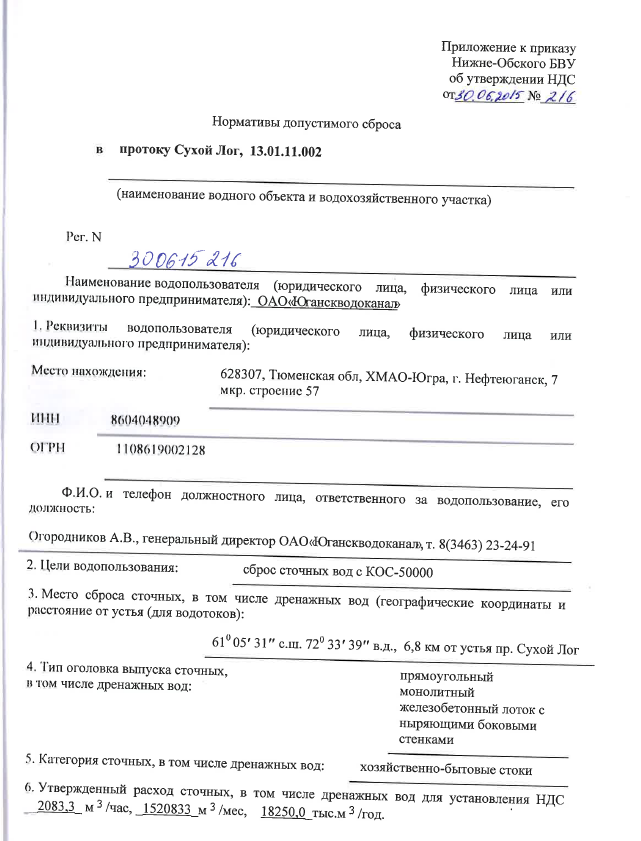 Приложение к приказу
Нижне-Обского БВУ
об утверждении НДС
от 30.06.2015 № 216
Нормативы допустимого сброса
в протоку Сухой Лог, 13.01.11.002
(наименование водного объекта и водохозяйственного участка)
Рег. N
300615 216
Наименование водопользователя (юридического лица, физического лица или
индивидуального предпринимателя): ОАО«Юганскводоканал»
1. Реквизиты водопользователя (юридического лица, физического лица или
индивидуального предпринимателя):
Место нахождения: 628307, Тюменская обл, ХМАО-Югра, г. Нефтеюганск, 7
мкр. строение 57
ИНН 8604048909
ОГРН 1108619002128
Ф.И.О. и телефон должностного лица, ответственного за водопользование, его
должность:
Огородников А.В., генеральный директор ОАО«Юганскводоканал», т. 8(3463) 23-24-91
2. Цели водопользования: сброс сточных вод с КОС-50000
3. Место сброса сточных, в том числе дренажных вод (географические координаты и
расстояние от устья (для водотоков):
61⁰ 05′ 31″ с.ш. 72⁰ 33′ 39″ в.д., 6,8 км от устья пр. Сухой Лог
4. Тип оголовка выпуска сточных, прямоугольный
в том числе дренажных вод: монолитный
железобетонный лоток с
ныряющими боковыми
стенками
5. Категория сточных, в том числе дренажных вод: хозяйственно-бытовые стоки
6. Утвержденный расход сточных, в том числе дренажных вод для установления НДС
2083,3 м ³ /час, 1520833 м ³ /мес, 18250,0 тыс.м ³ /год.